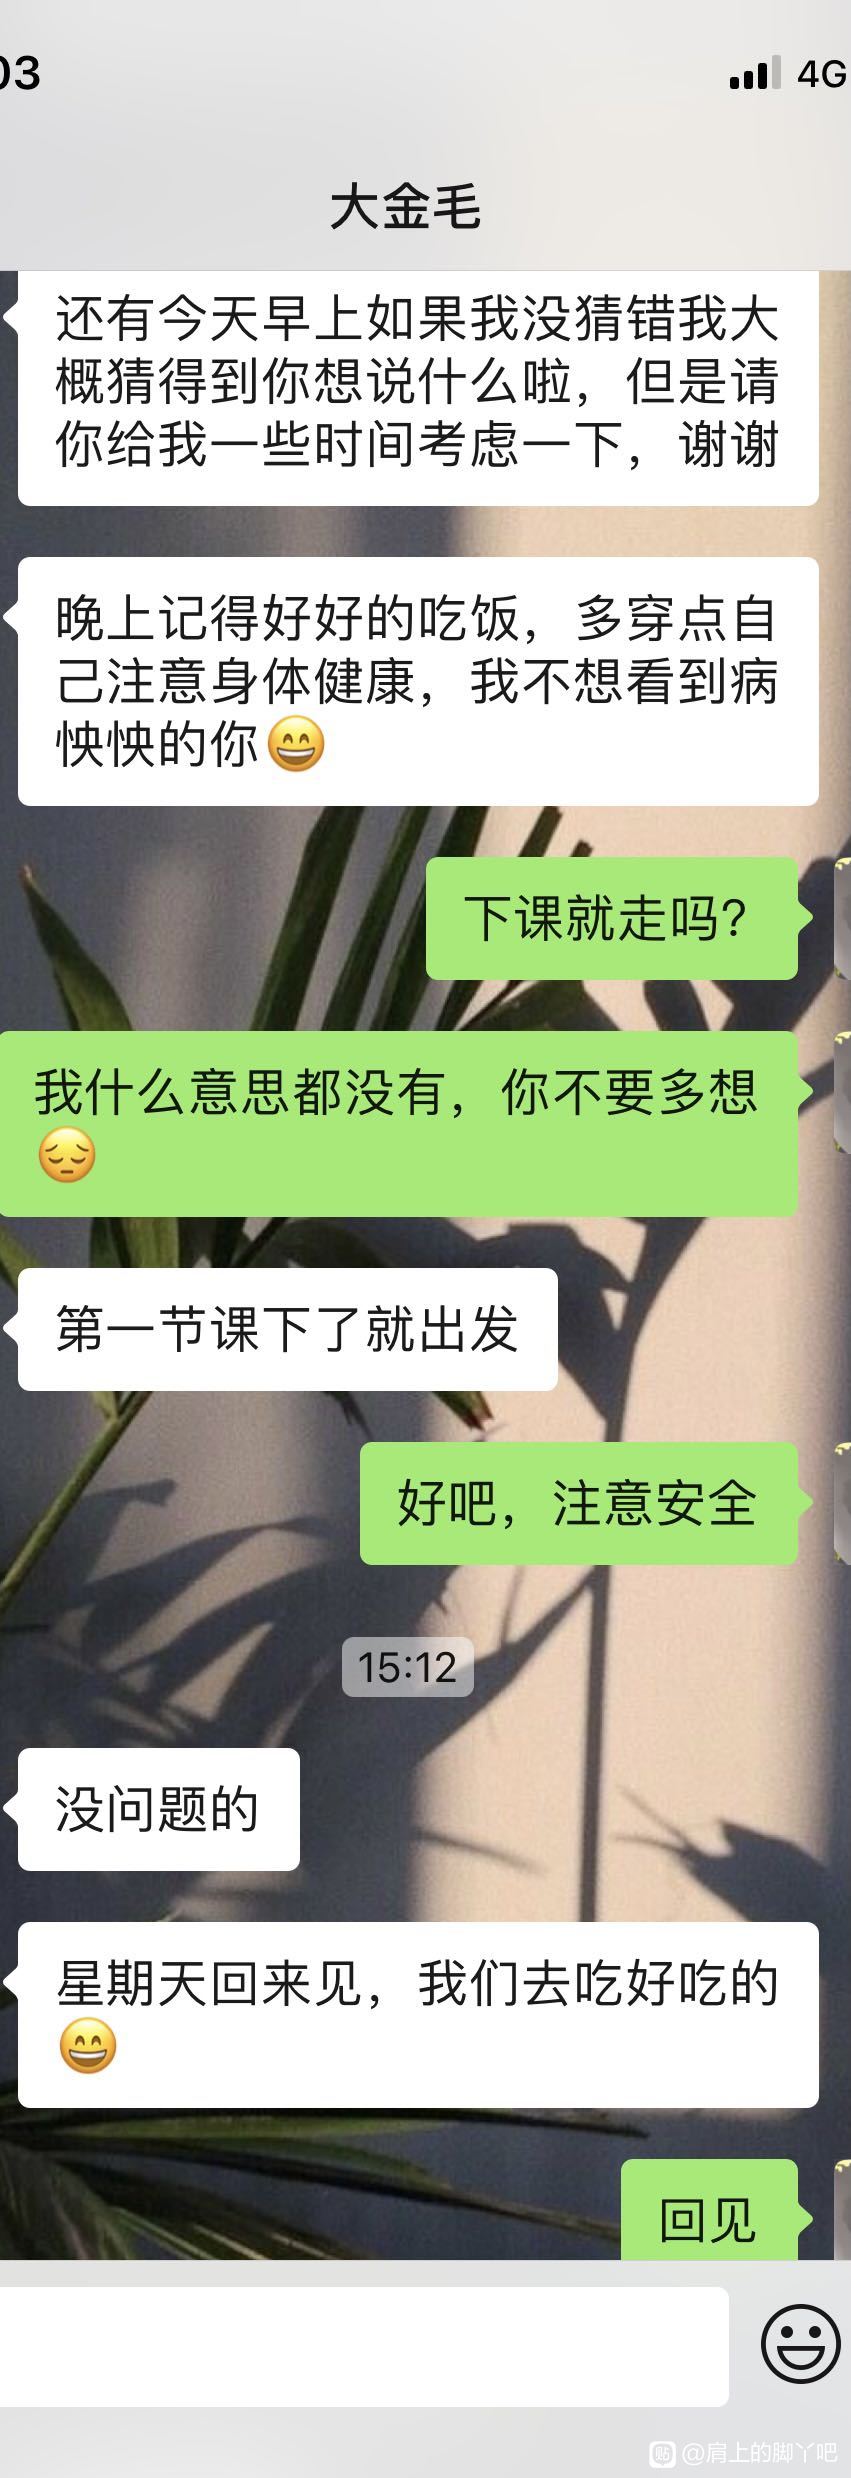 03
4G
大金毛
还有今天早上如果我没猜错我大
概猜得到你想说什么啦，但是请
你给我一些时间考虑一下，谢谢
晚上记得好好的吃饭，多穿点自
己注意身体健康，我不想看到病
怏怏的你😄
下课就走吗?
我什么意思都没有，你不要多想
😔
第一节课下了就出发
好吧，注意安全
15:12
没问题的
星期天回来见，我们去吃好吃的
😄
回见
贴 @肩上的脚丫吧